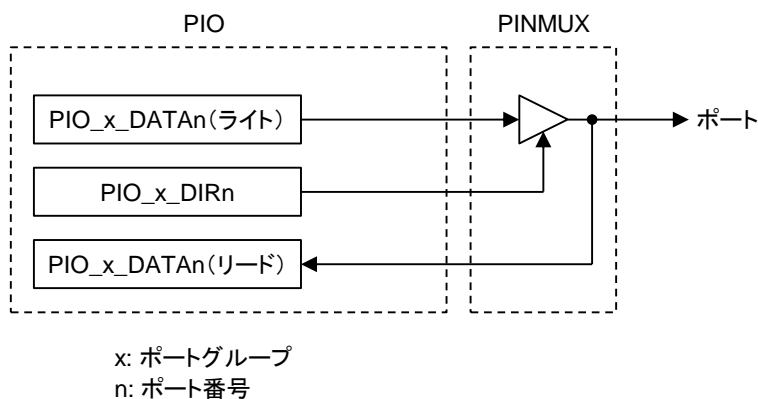 PIO
PINMUX
PIO_x_DATAn（ライト）
ポート
PIO_x_DIRn
PIO_x_DATAn（リード）
x: ポートグループ
n: ポート番号